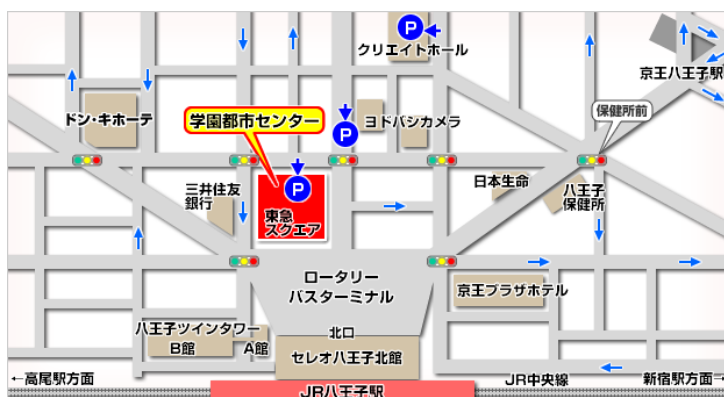 P
クリエイトホール
京王八王子駅
ドン・キホーテ
学園都市センター
P
ヨドバシカメラ
保健所前
三井住友
銀行
P
東急
スクエア
日本生命
八王子
保健所
ロータリー
バスターミナル
京王プラザホテル
八王子ツインタワー
B館
A館
北口
セレオ八王子北館
←高尾駅方面
JR八王子駅
JR中央線
新宿駅方面→